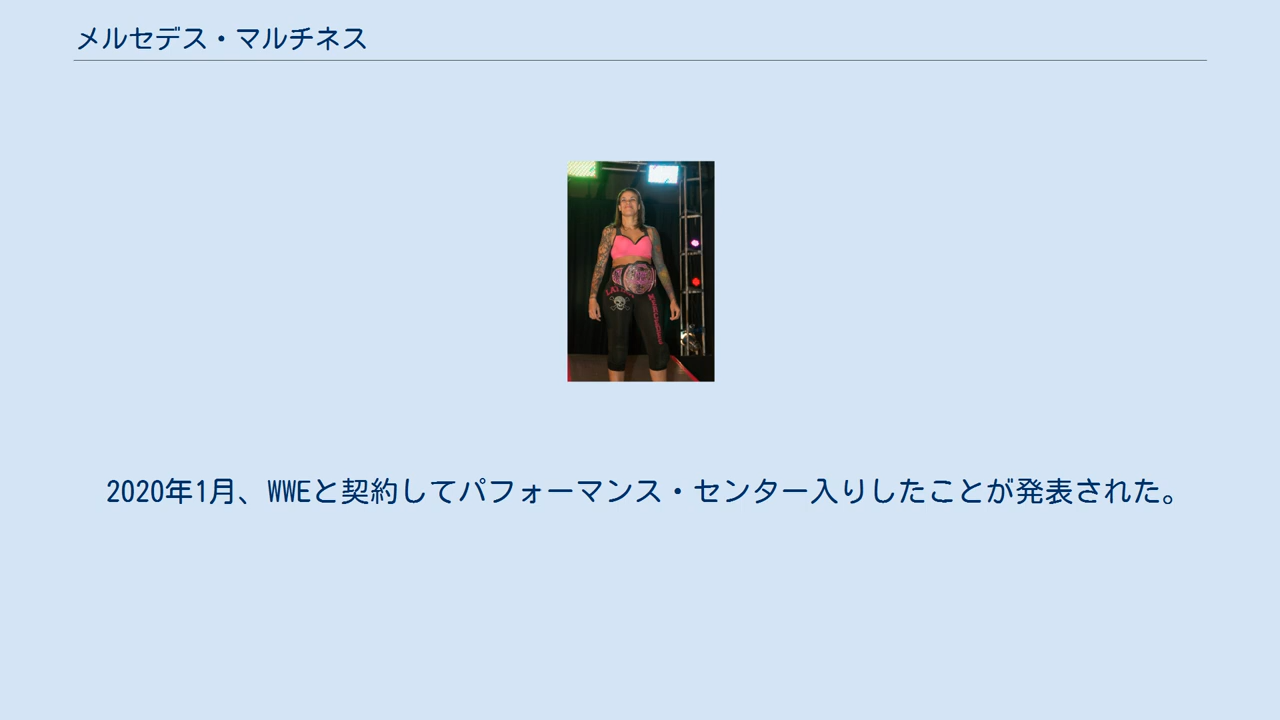 メルセデス・マルチネス
2020年1月、WWEと契約してパフォーマンス・センター入りしたことが発表された。